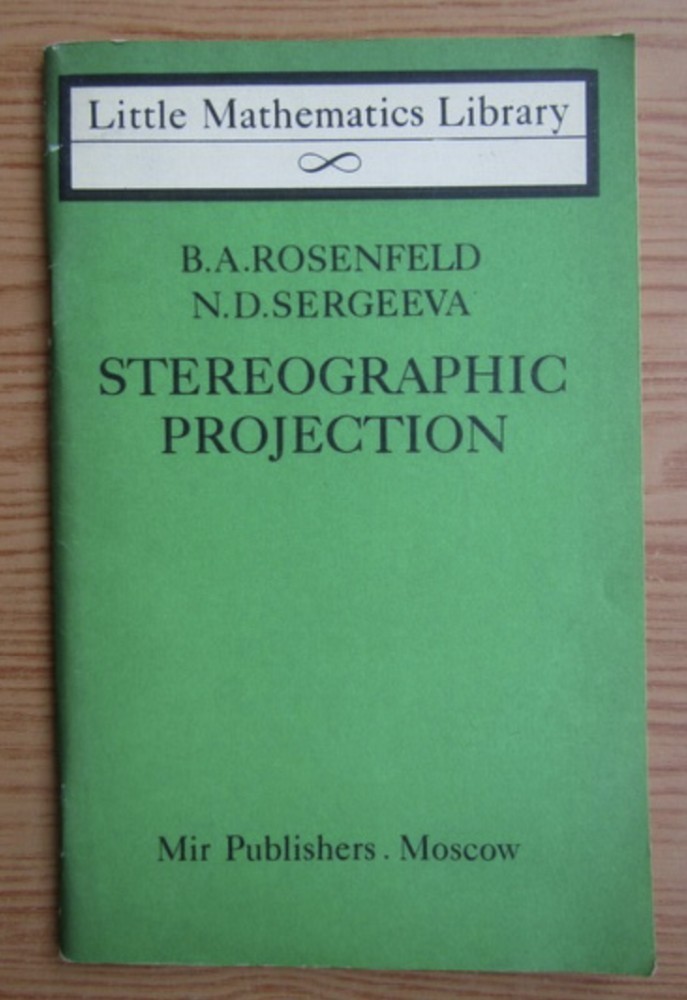 Little Mathematics Library
∞
B.A.ROSENFELD
N.D.SERGEEVA
STEREOGRAPHIC
PROJECTION
Mir Publishers. Moscow